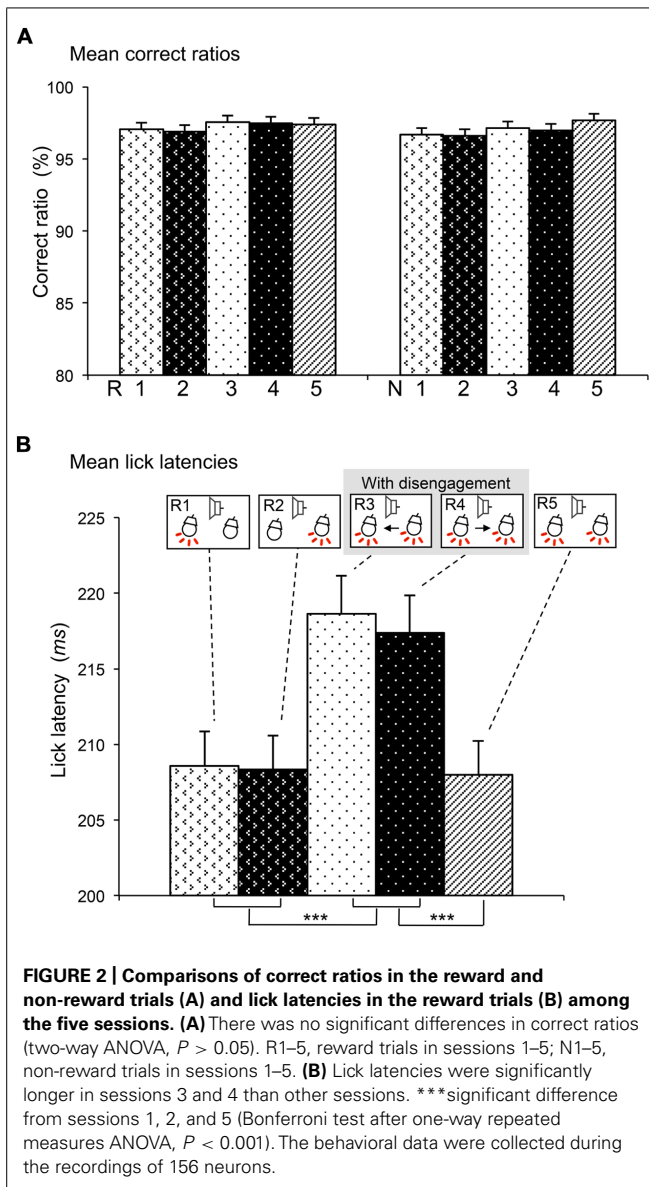 A
Mean correct ratios
100
95
90
85
80
Correct ratio (%)
R 1 2 3 4 5 N 1 2 3 4 5
B
Mean lick latencies
With disengagement
R1 R2 R3 R4 R5
225
220
215
210
205
200
Lick latency (ms)
*** ***
FIGURE 2 | Comparisons of correct ratios in the reward and
non-reward trials (A) and lick latencies in the reward trials (B) among
the five sessions. (A) There was no significant differences in correct ratios
(two-way ANOVA, P > 0.05). R1–5, reward trials in sessions 1–5; N1–5,
non-reward trials in sessions 1–5. (B) Lick latencies were significantly
longer in sessions 3 and 4 than other sessions. ***significant difference
from sessions 1, 2, and 5 (Bonferroni test after one-way repeated
measures ANOVA, P < 0.001). The behavioral data were collected during
the recordings of 156 neurons.